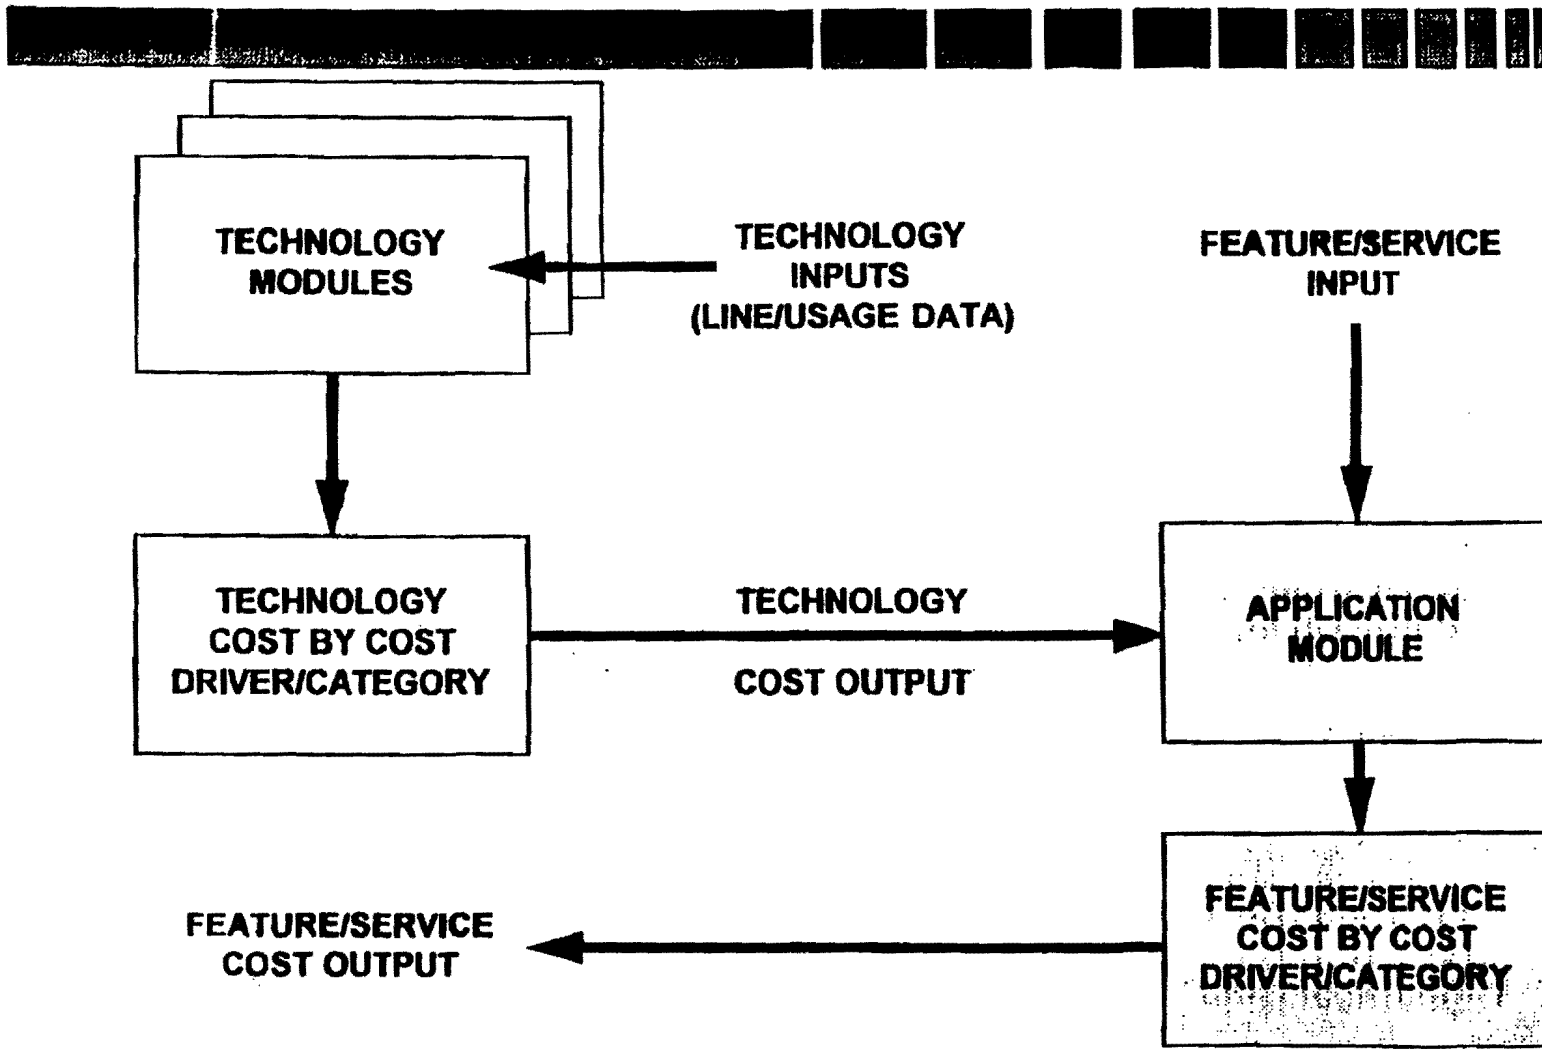 TECHNOLOGY
MODULES
TECHNOLOGY
INPUTS
(LINE/USAGE DATA)
FEATURE/SERVICE
INPUT
TECHNOLOGY
COST BY COST
DRIVER/CATEGORY
TECHNOLOGY
COST OUTPUT
APPLICATION
MODULE
FEATURE/SERVICE
COST OUTPUT
FEATURE/SERVICE
COST BY COST
DRIVER/CATEGORY